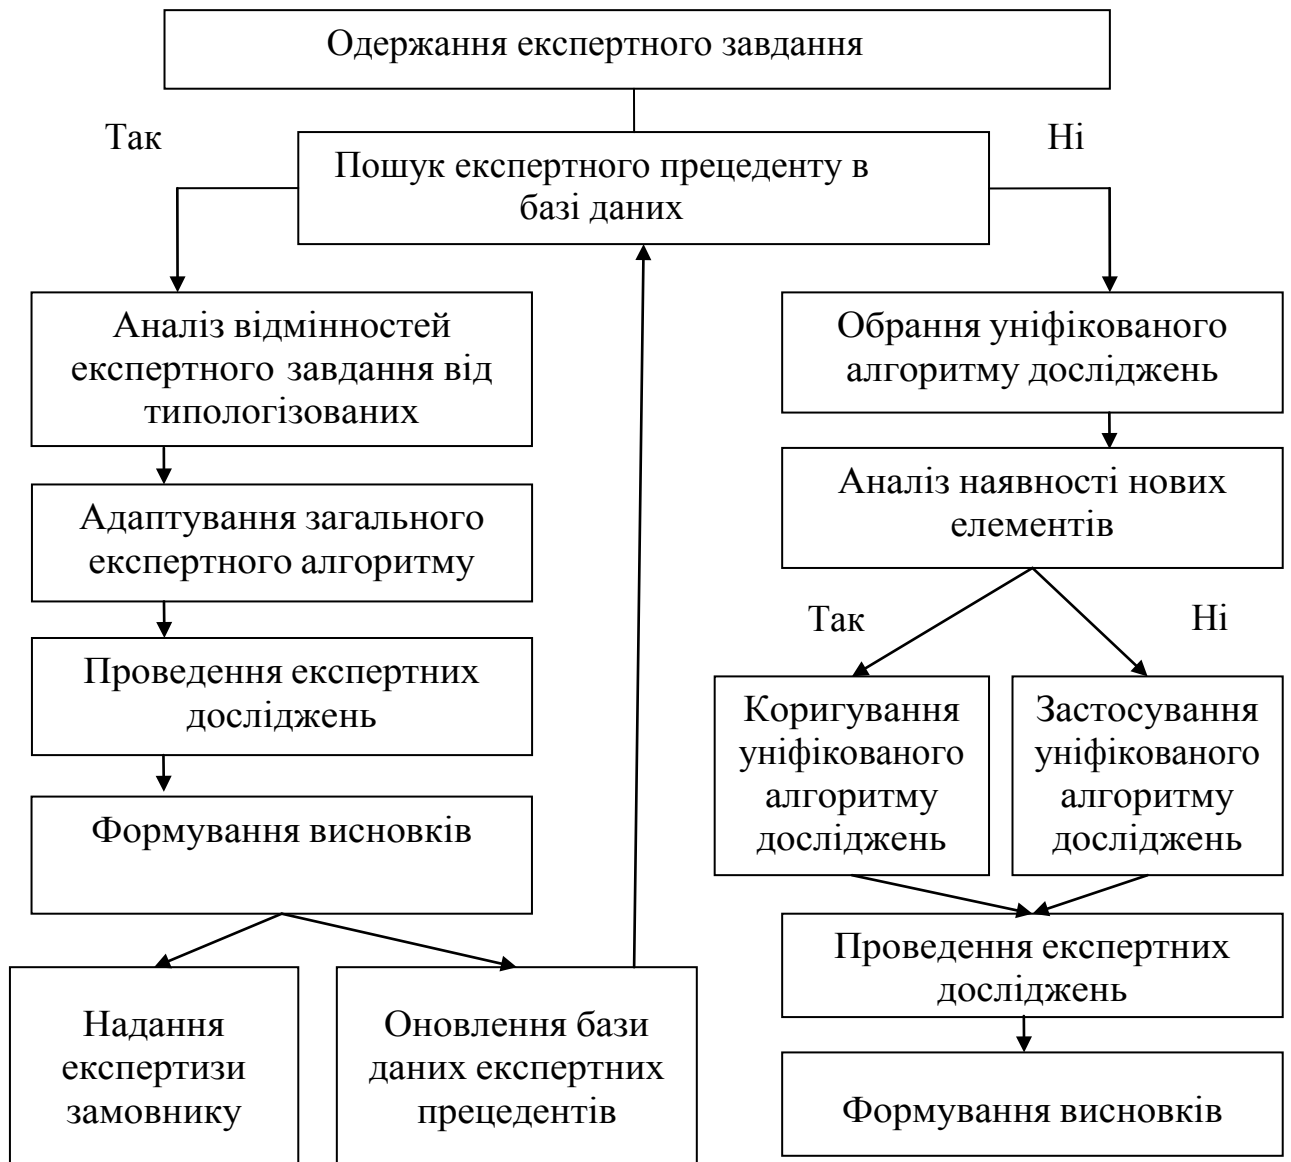 Одержання експертного завдання
Так
Ні
Пошук експертного прецеденту в
базі даних
Аналіз відмінностей
експертного завдання від
типологізованих
Адаптування загального
експертного алгоритму
Проведення експертних
досліджень
Формування висновків
Надання
експертизи
замовнику
Оновлення бази
даних експертних
прецедентів
Обрання уніфікованого
алгоритму досліджень
Аналіз наявності нових
елементів
Так
Ні
Коригування
уніфікованого
алгоритму
досліджень
Застосування
уніфікованого
алгоритму
досліджень
Проведення експертних
досліджень
Формування висновків